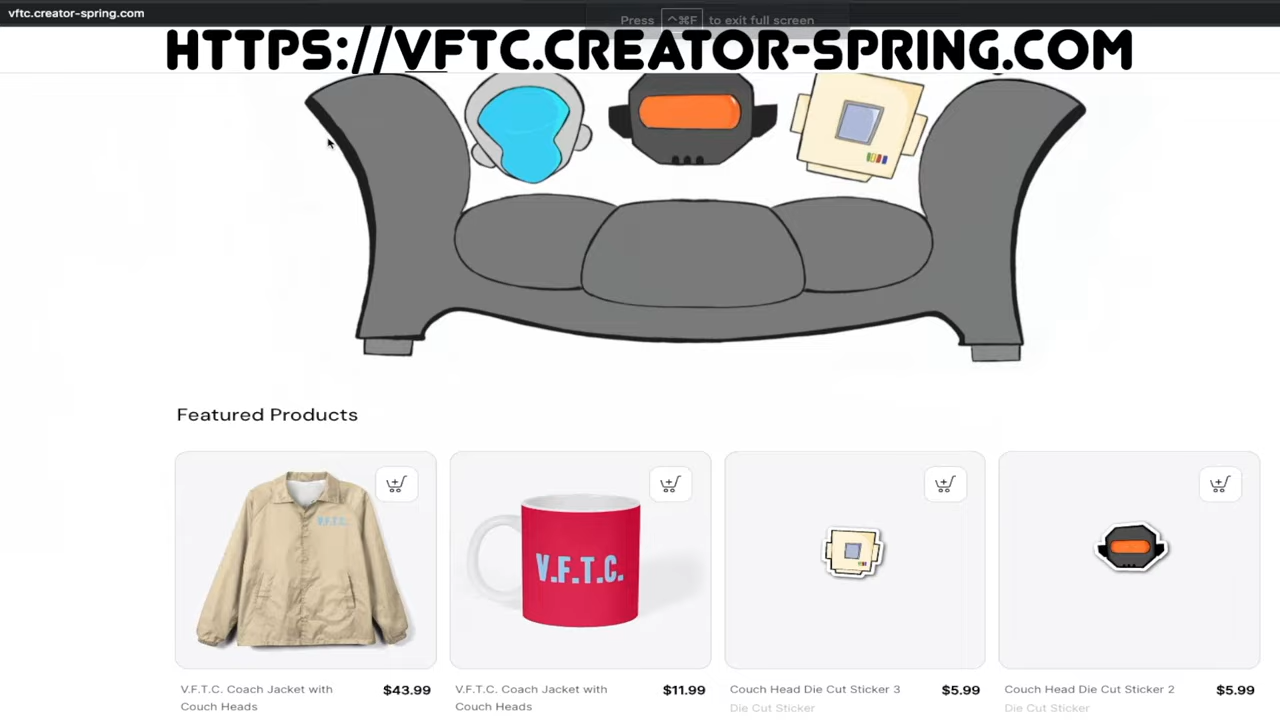 vftc.creator-spring.com
Press ^⌘F to exit full screen
HTTPS://VFTC.CREATOR-SPRING.COM
Featured Products
V.F.T.C.
V.F.T.C.
V.F.T.C. Coach Jacket with Couch Heads $43.99
V.F.T.C. Coach Jacket with Couch Heads $11.99
Couch Head Die Cut Sticker 3 $5.99
Die Cut Sticker
Couch Head Die Cut Sticker 2 $5.99
Die Cut Sticker